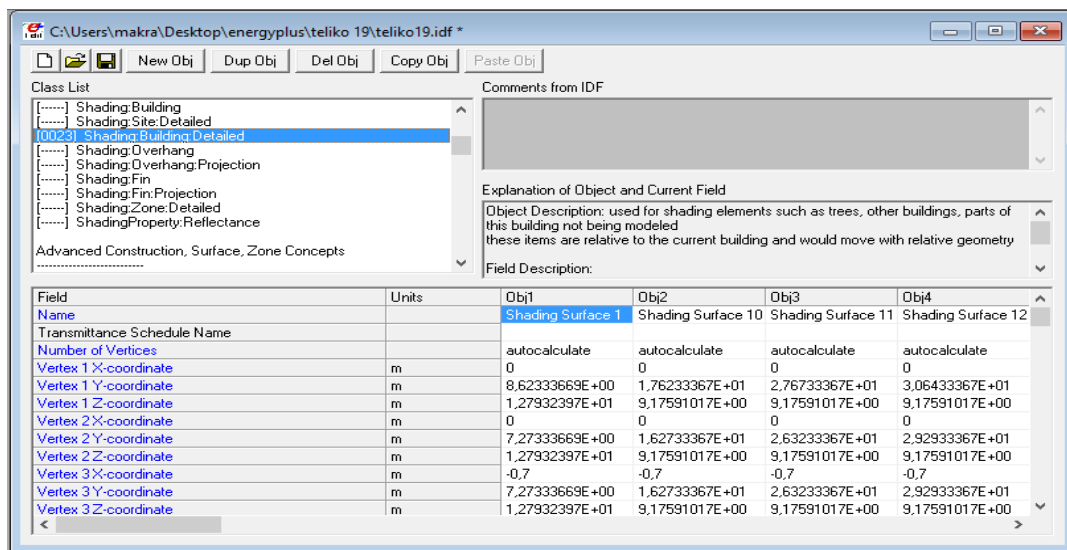 C:\Users\makra\Desktop\energyplus\teliko 19\teliko19.idf *
New Obj Dup Obj Del Obj Copy Obj Paste Obj
Class List
[------] Shading:Building
[------] Shading:Site:Detailed
[0023] Shading:Building:Detailed
[------] Shading:Overhang
[------] Shading:Overhang:Projection
[------] Shading:Fin
[------] Shading:Fin:Projection
[------] Shading:Zone:Detailed
[------] ShadingProperty:Reflectance
Advanced Construction, Surface, Zone Concepts
---------------------------
Comments from IDF
Explanation of Object and Current Field
Object Description: used for shading elements such as trees, other buildings, parts of
this building not being modeled
these items are relative to the current building and would move with relative geometry
Field Description:
Field Units Obj1 Obj2 Obj3 Obj4
Name Shading Surface 1 Shading Surface 10 Shading Surface 11 Shading Surface 12
Transmittance Schedule Name
Number of Vertices autocalculate autocalculate autocalculate autocalculate
Vertex 1 X-coordinate m 0 0 0 0
Vertex 1 Y-coordinate m 8,62333669E+00 1,76233367E+01 2,76733367E+01 3,06433367E+01
Vertex 1 Z-coordinate m 1,27932397E+01 9,17591017E+00 9,17591017E+00 9,17591017E+00
Vertex 2 X-coordinate m 0 0 0 0
Vertex 2 Y-coordinate m 7,27333669E+00 1,62733367E+01 2,63233367E+01 2,92933367E+01
Vertex 2 Z-coordinate m 1,27932397E+01 9,17591017E+00 9,17591017E+00 9,17591017E+00
Vertex 3 X-coordinate m -0,7 -0,7 -0,7 -0,7
Vertex 3 Y-coordinate m 7,27333669E+00 1,62733367E+01 2,63233367E+01 2,92933367E+01
Vertex 3 Z-coordinate m 1,27932397E+01 9,17591017E+00 9,17591017E+00 9,17591017E+00